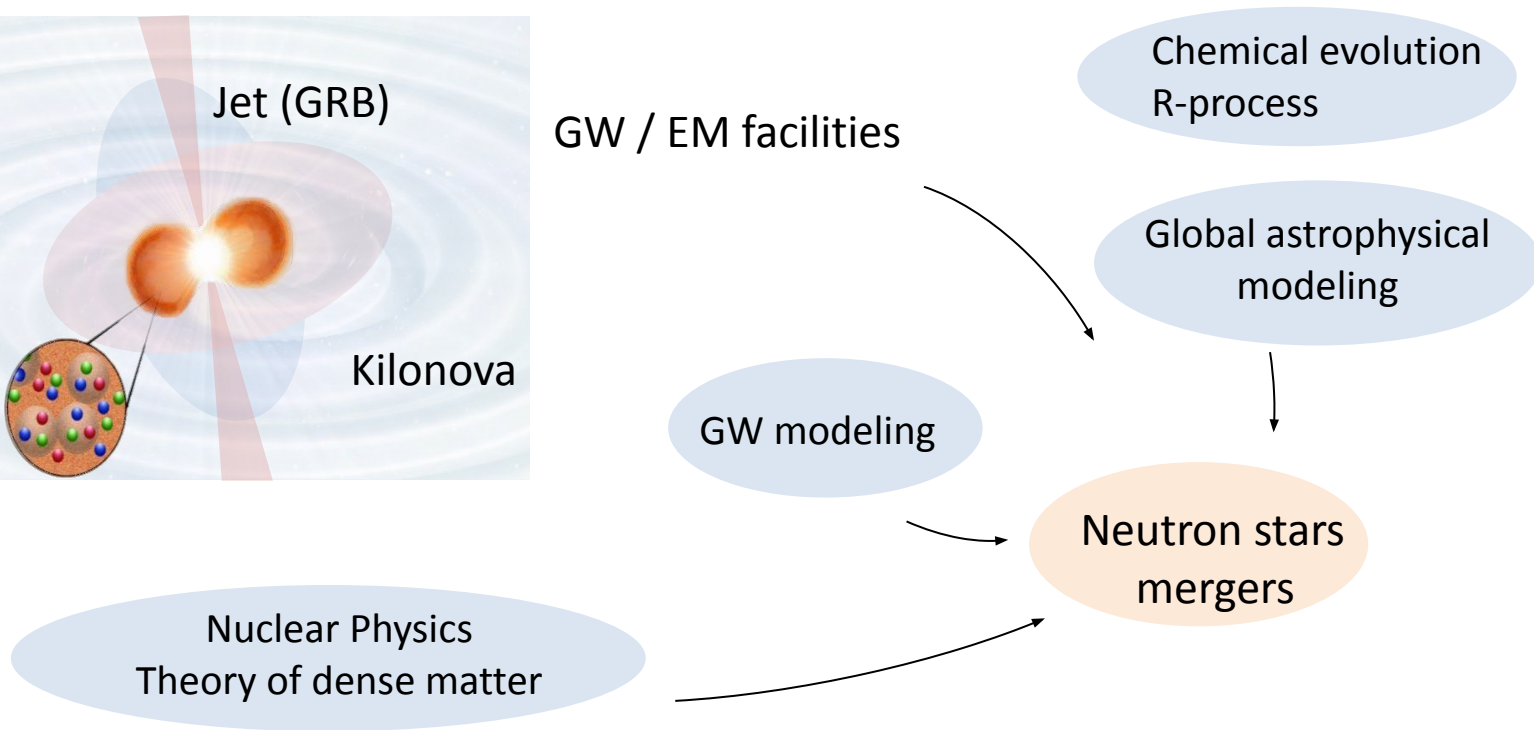 Jet (GRB)
Kilonova
GW / EM facilities
Chemical evolution
R-process
Global astrophysical
modeling
GW modeling
Neutron stars
mergers
Nuclear Physics
Theory of dense matter